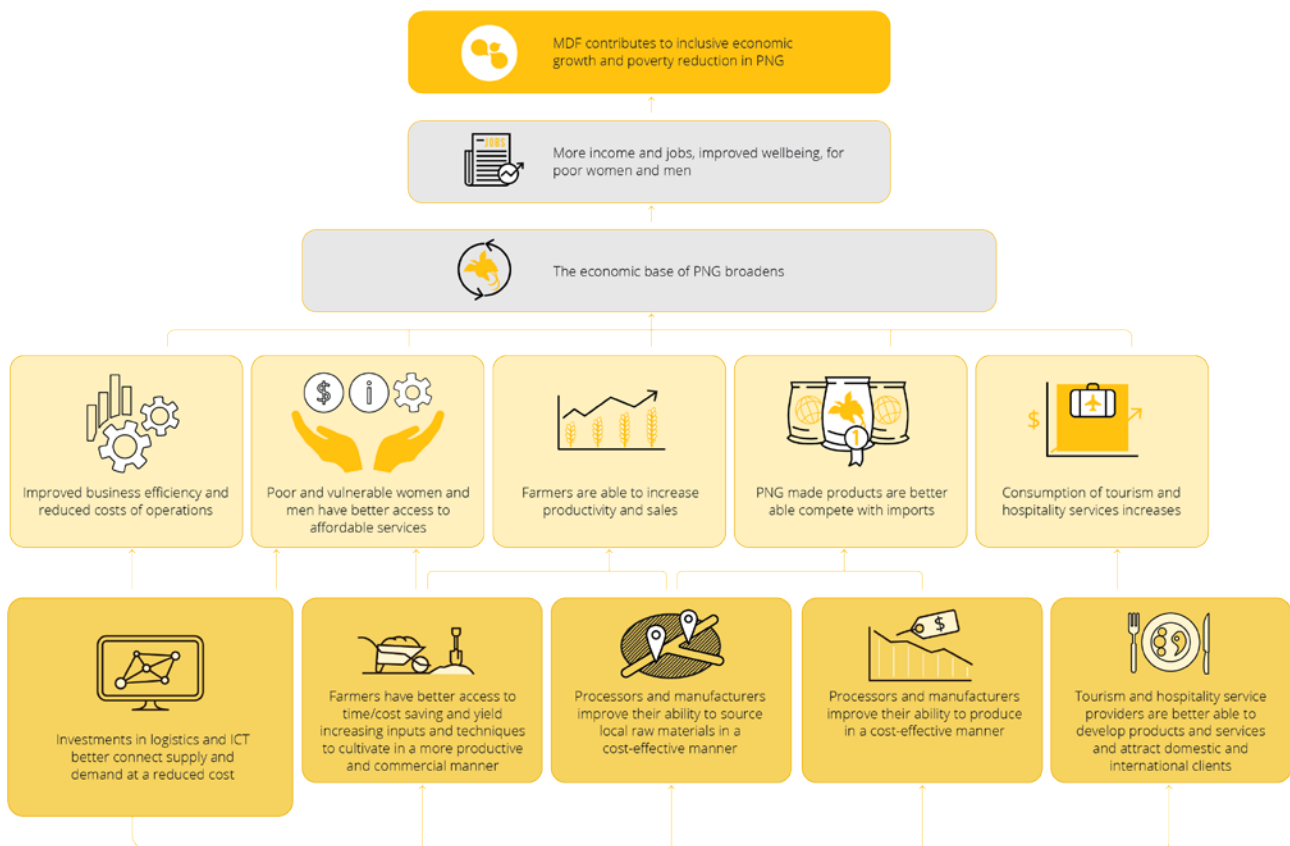 MDF contributes to inclusive economic
growth and poverty reduction in PNG
JOBS
More income and jobs, improved wellbeing, for
poor women and men
The economic base of PNG broadens
Improved business efficiency and
reduced costs of operations
$ i
Poor and vulnerable women and
men have better access to
affordable services
Farmers are able to increase
productivity and sales
1
PNG made products are better
able compete with imports
$
Consumption of tourism and
hospitality services increases
Investments in logistics and ICT
better connect supply and
demand at a reduced cost
Farmers have better access to
time/cost saving and yield
increasing inputs and techniques
to cultivate in a more productive
and commercial manner
Processors and manufacturers
improve their ability to source
local raw materials in a
cost-effective manner
$
Processors and manufacturers
improve their ability to produce
in a cost-effective manner
Tourism and hospitality service
providers are better able to
develop products and services
and attract domestic and
international clients